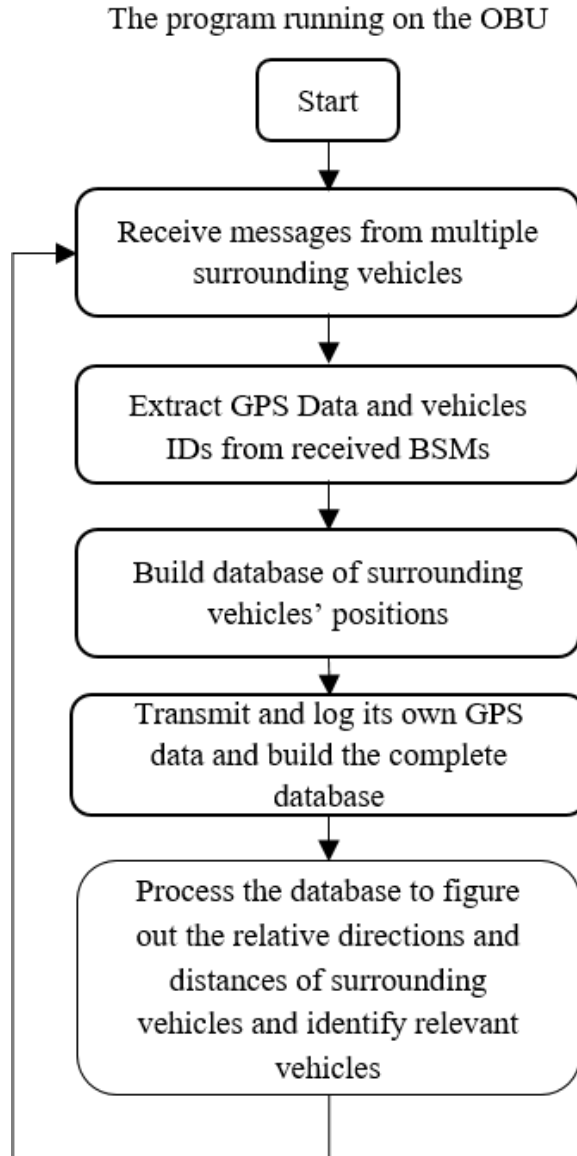 The program running on the OBU
Start
Receive messages from multiple
surrounding vehicles
Extract GPS Data and vehicles
IDs from received BSMs
Build database of surrounding
vehicles’ positions
Transmit and log its own GPS
data and build the complete
database
Process the database to figure
out the relative directions and
distances of surrounding
vehicles and identify relevant
vehicles